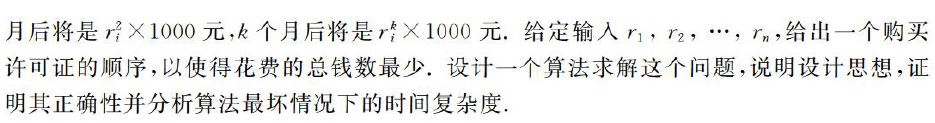 月后将是 r_i^2×1000 元,k 个月后将是 r_i^k×1000 元. 给定输入 r_1, r_2, …, r_n,给出一个购买
许可证的顺序,以使得花费的总钱数最少. 设计一个算法求解这个问题,说明设计思想,证
明其正确性并分析算法最坏情况下的时间复杂度.